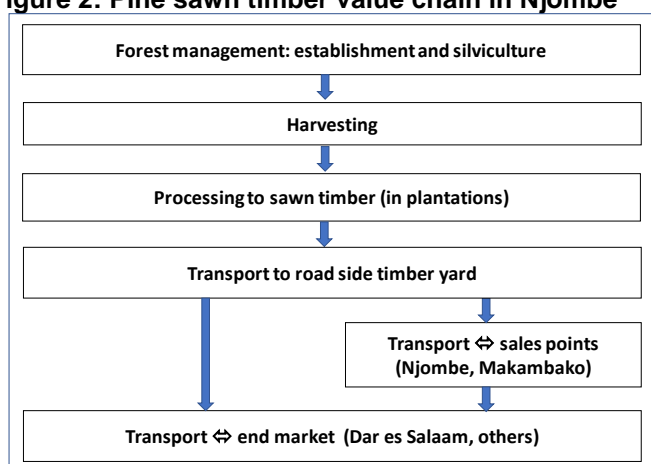 igure 2: Pine sawn timber value chain in Njombe
Forest management: establishment and silviculture
Harvesting
Processing to sawn timber (in plantations)
Transport to road side timber yard
Transport ⇔ sales points
(Njombe, Makambako)
Transport ⇔ end market (Dar es Salaam, others)